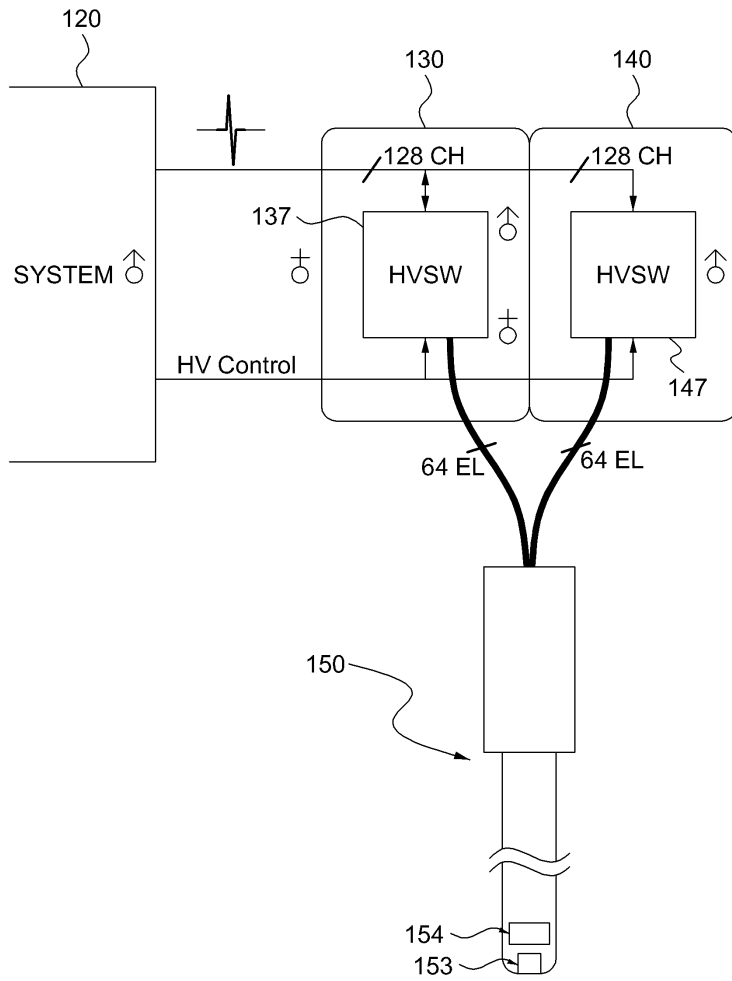 120
130
140
128 CH
128 CH
137
SYSTEM
HVSW
HVSW
HV Control
147
64 EL
64 EL
150
154
153